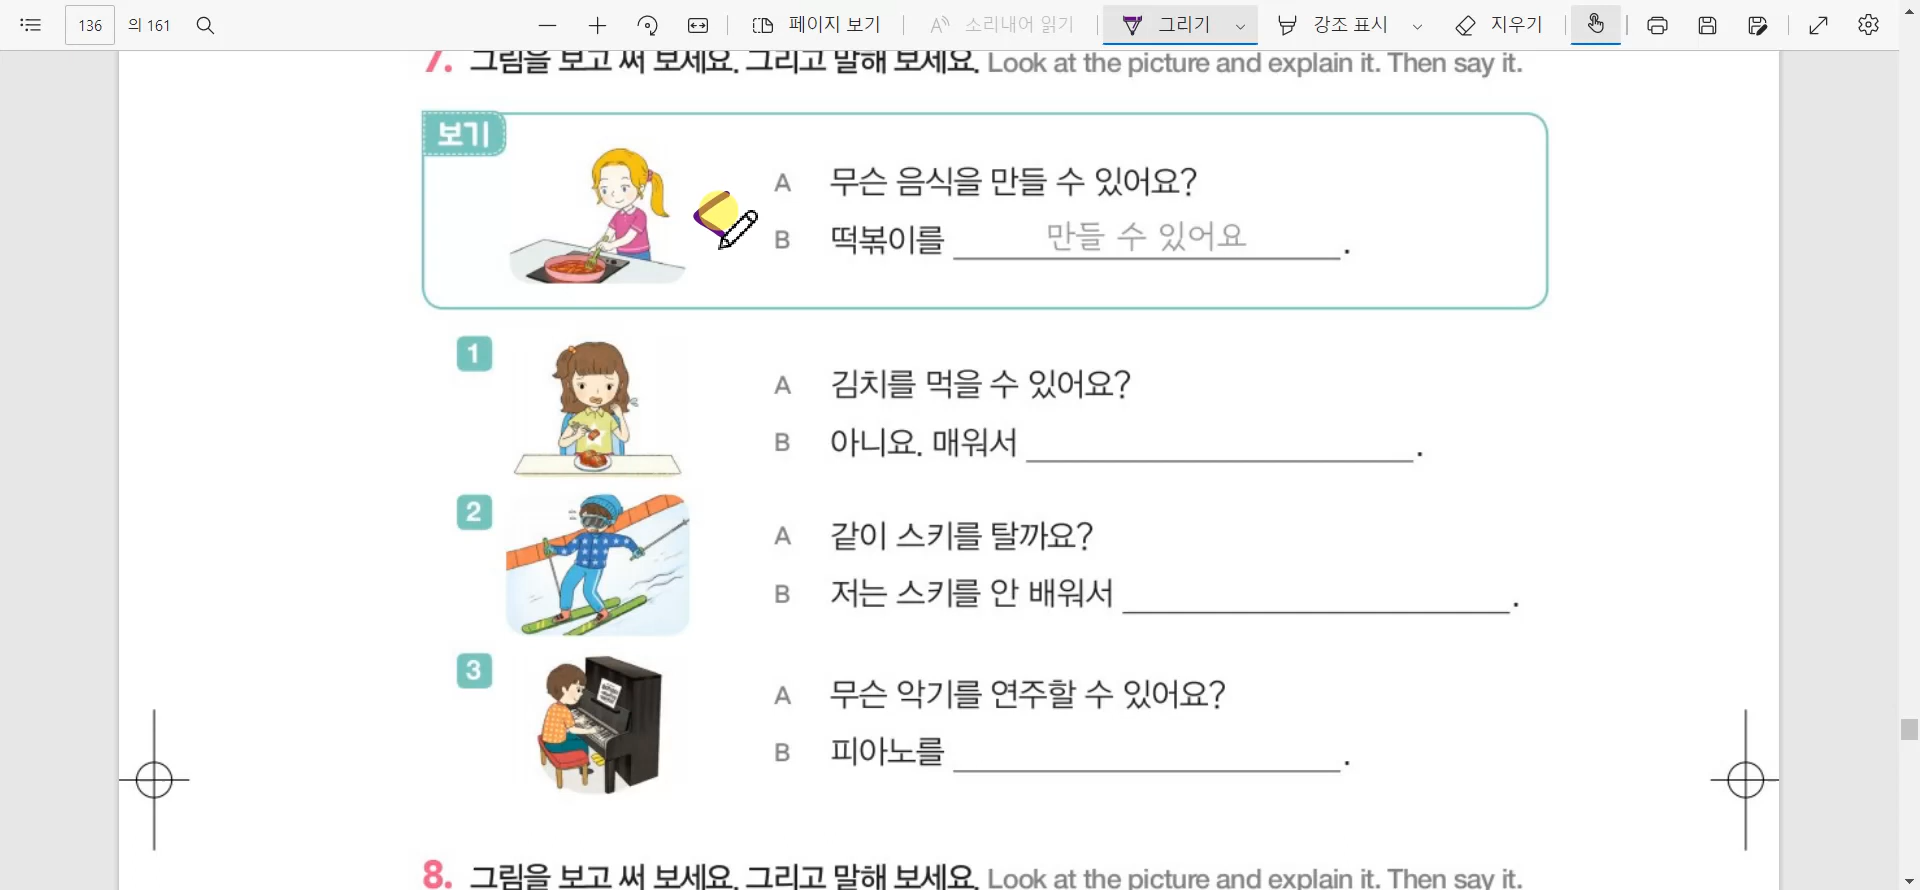 136 의 161 페이지 보기 소리내어 읽기 그리기 강조 표시 지우기
7. 그림을 보고 써 보세요. 그리고 말해 보세요. Look at the picture and explain it. Then say it.
보기
A 무슨 음식을 만들 수 있어요?
B 떡볶이를 만들 수 있어요.
1
A 김치를 먹을 수 있어요?
B 아니요. 매워서 .
2
A 같이 스키를 탈까요?
B 저는 스키를 안 배워서 .
3
A 무슨 악기를 연주할 수 있어요?
B 피아노를 .
8. 그림을 보고 써 보세요. 그리고 말해 보세요. Look at the picture and explain it. Then say it.